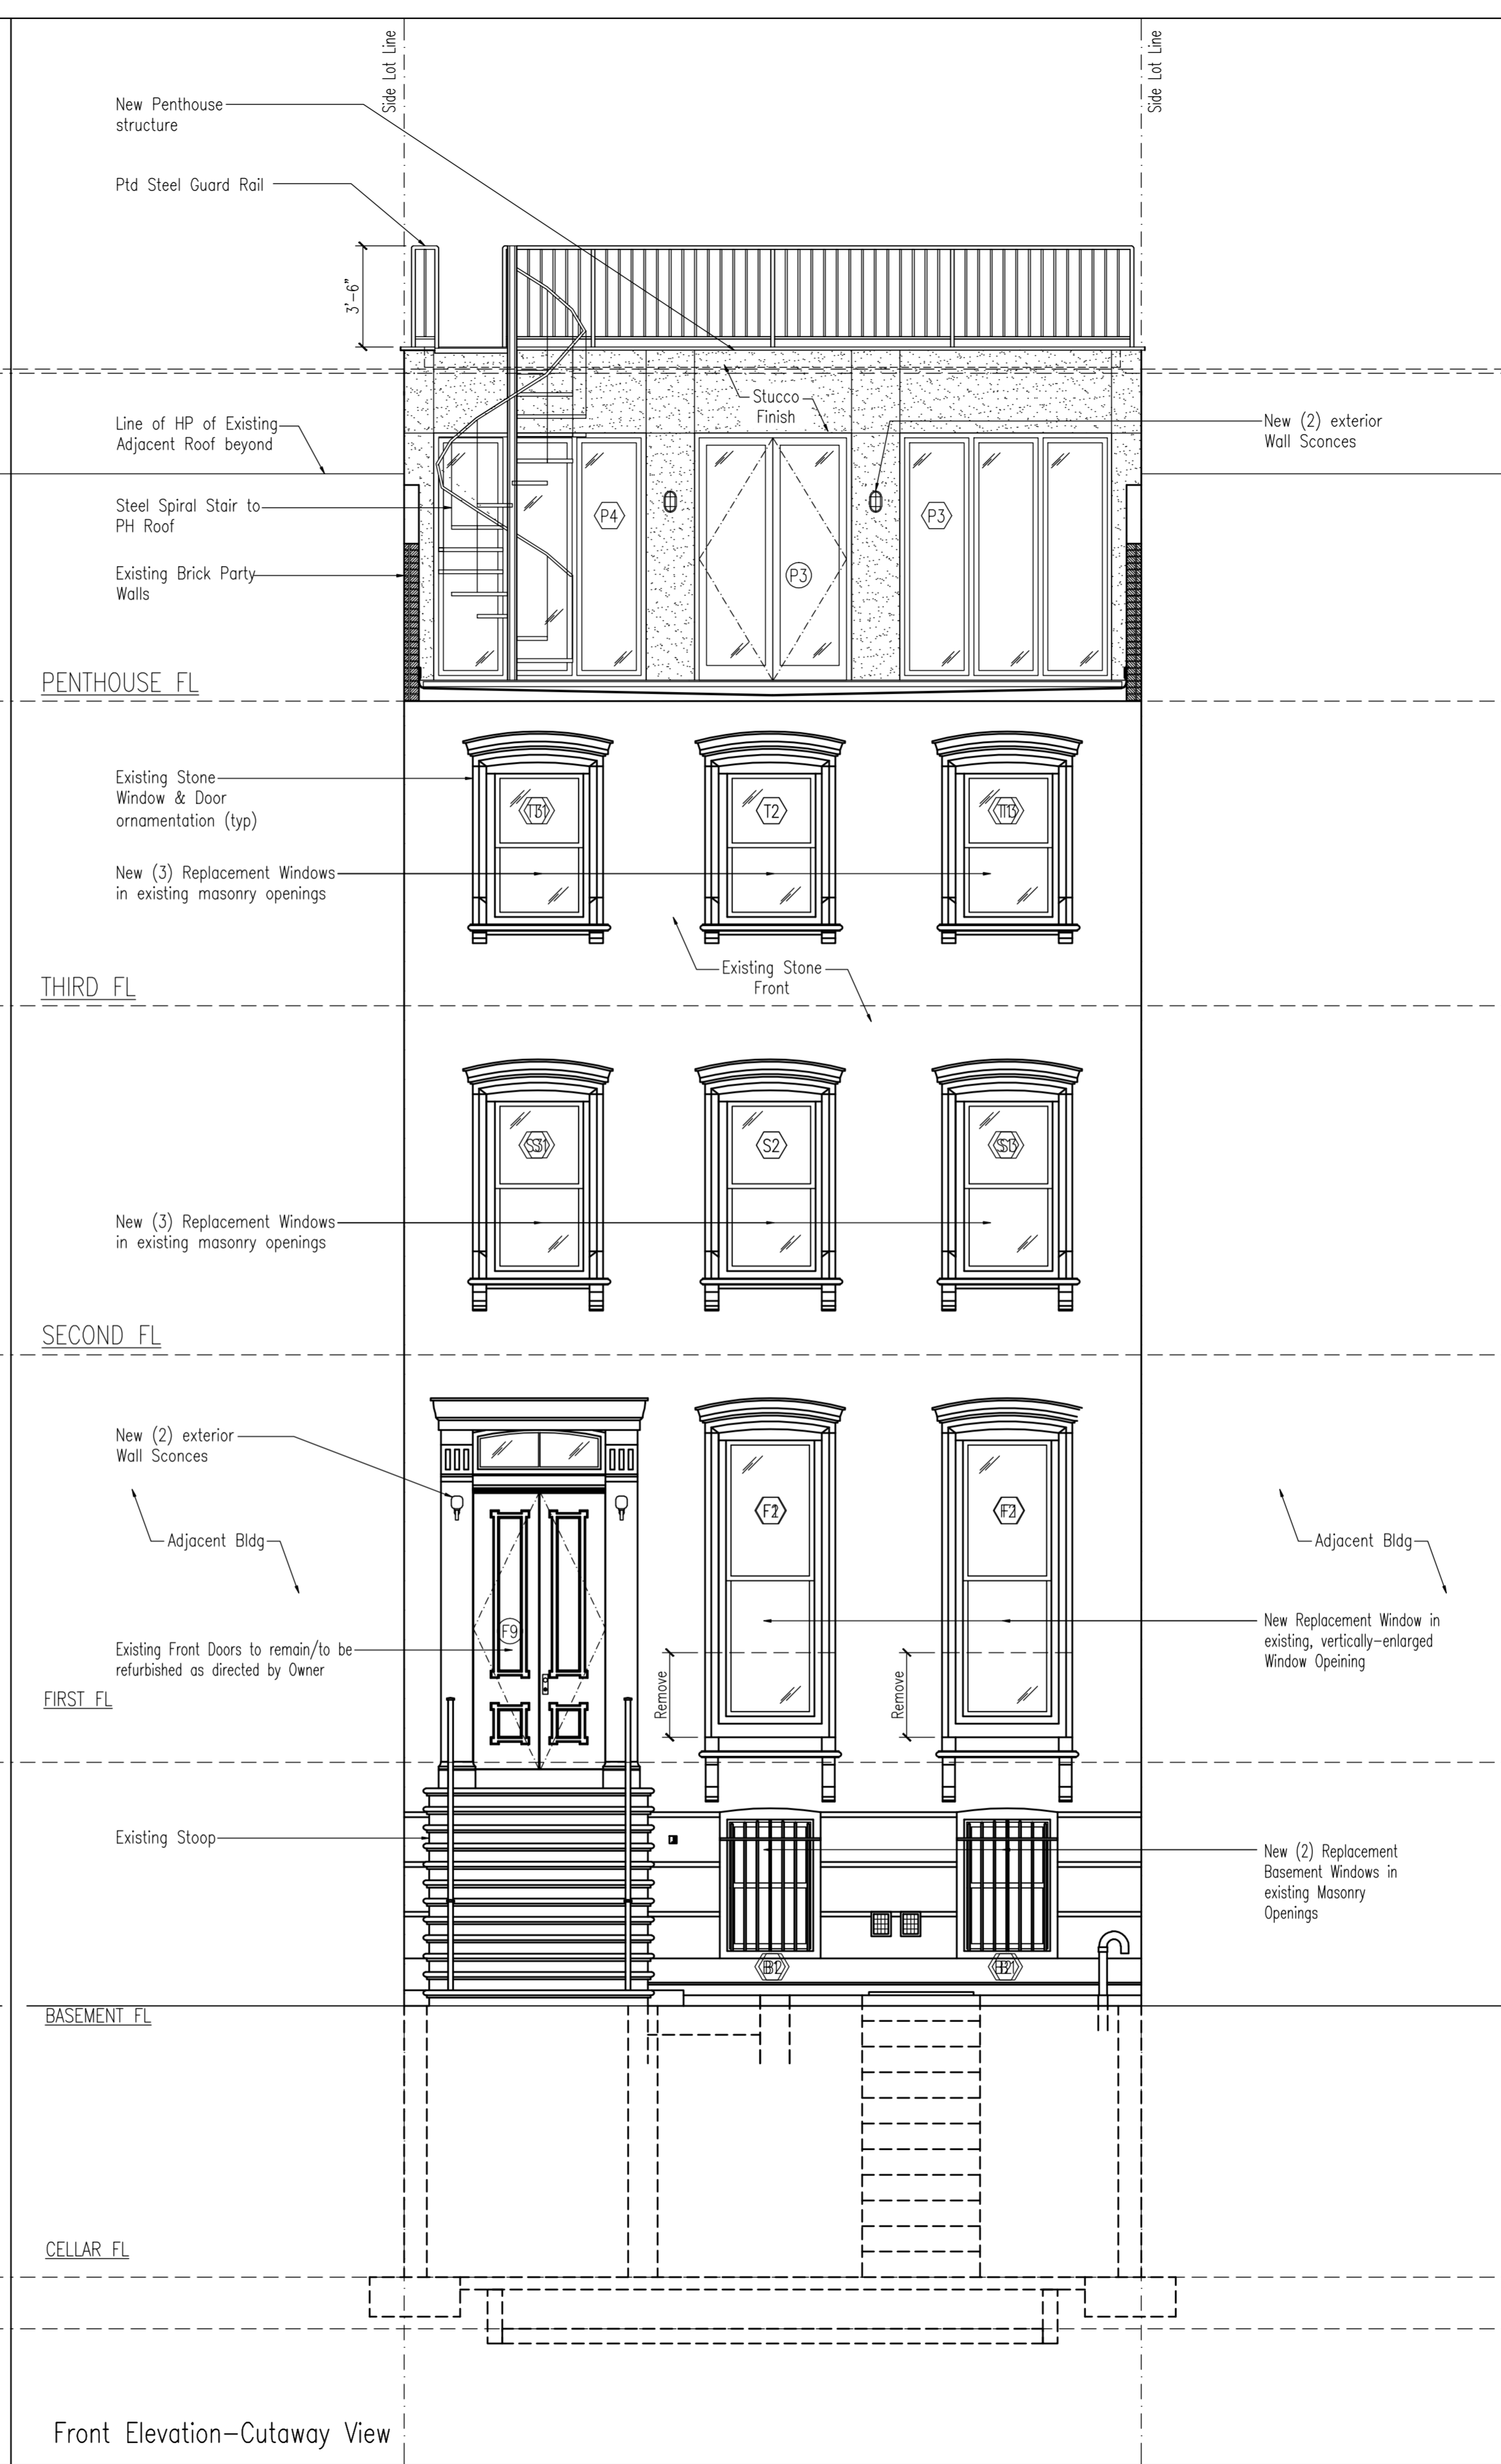 Side Lot Line
Side Lot Line
New Penthouse
structure
Ptd Steel Guard Rail
3'-6"
Stucco
Finish
Line of HP of Existing
Adjacent Roof beyond
New (2) exterior
Wall Sconces
Steel Spiral Stair to
PH Roof
P4
P3
P3
Existing Brick Party
Walls
PENTHOUSE FL
Existing Stone
Window & Door
ornamentation (typ)
T2
New (3) Replacement Windows
in existing masonry openings
Existing Stone
Front
THIRD FL
S2
New (3) Replacement Windows
in existing masonry openings
SECOND FL
New (2) exterior
Wall Sconces
Adjacent Bldg
Adjacent Bldg
F9
New Replacement Window in
existing, vertically-enlarged
Window Opeining
Existing Front Doors to remain/to be
refurbished as directed by Owner
Remove
Remove
FIRST FL
Existing Stoop
New (2) Replacement
Basement Windows in
existing Masonry
Openings
BASEMENT FL
CELLAR FL
Front Elevation-Cutaway View